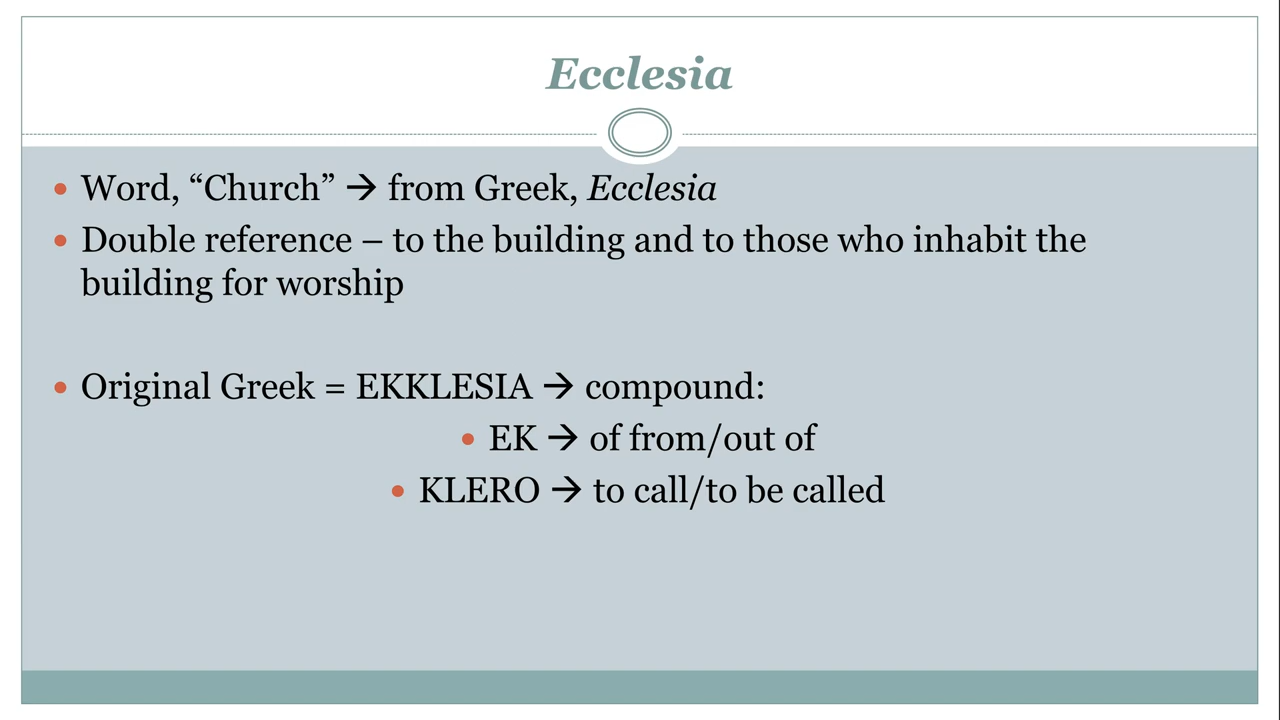 Ecclesia
• Word, “Church” → from Greek, Ecclesia
• Double reference – to the building and to those who inhabit the
building for worship
• Original Greek = EKKLESIA → compound:
• EK → of from/out of
• KLERO → to call/to be called